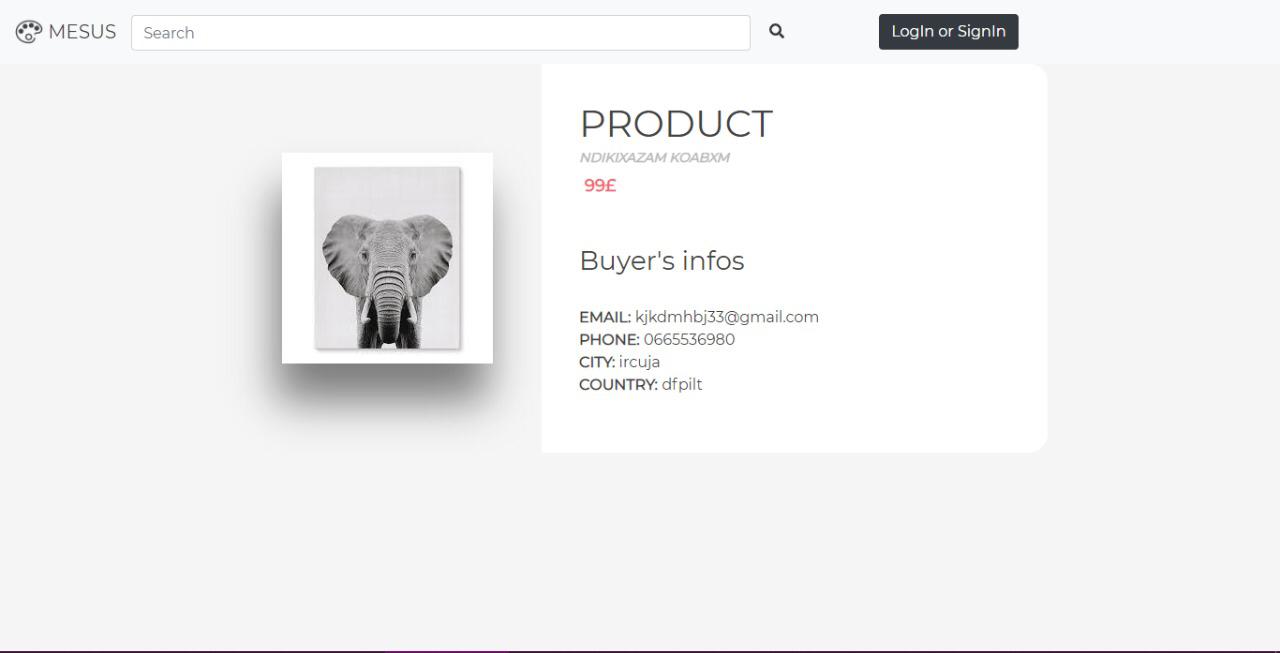 MESUS
Search
LogIn or SignIn
PRODUCT
NDIKIXAZAM KOABXM
99£
Buyer's infos
EMAIL: kjkdmhbj33@gmail.com
PHONE: 0665536980
CITY: ircuja
COUNTRY: dfpilt